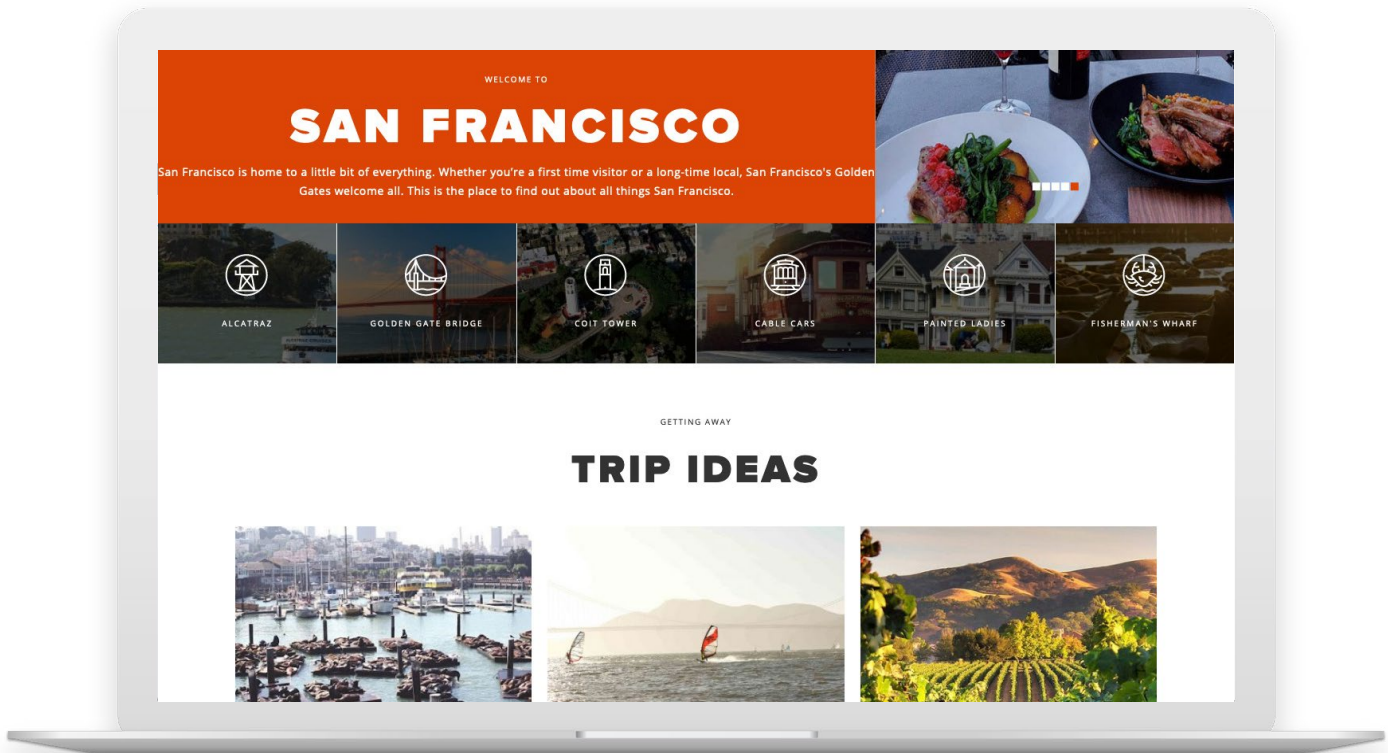 WELCOME TO
SAN FRANCISCO
San Francisco is home to a little bit of everything. Whether you're a first time visitor or a long-time local, San Francisco's Golden
Gates welcome all. This is the place to find out about all things San Francisco.
ALCATRAZ
GOLDEN GATE BRIDGE
COIT TOWER
CABLE CARS
PAINTED LADIES
FISHERMAN'S WHARF
GETTING AWAY
TRIP IDEAS